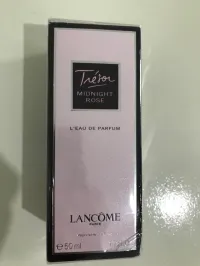 Trésor
MIDNIGHT
ROSE
L'EAU DE PARFUM
LANCÔME
PARIS
e 50 ml